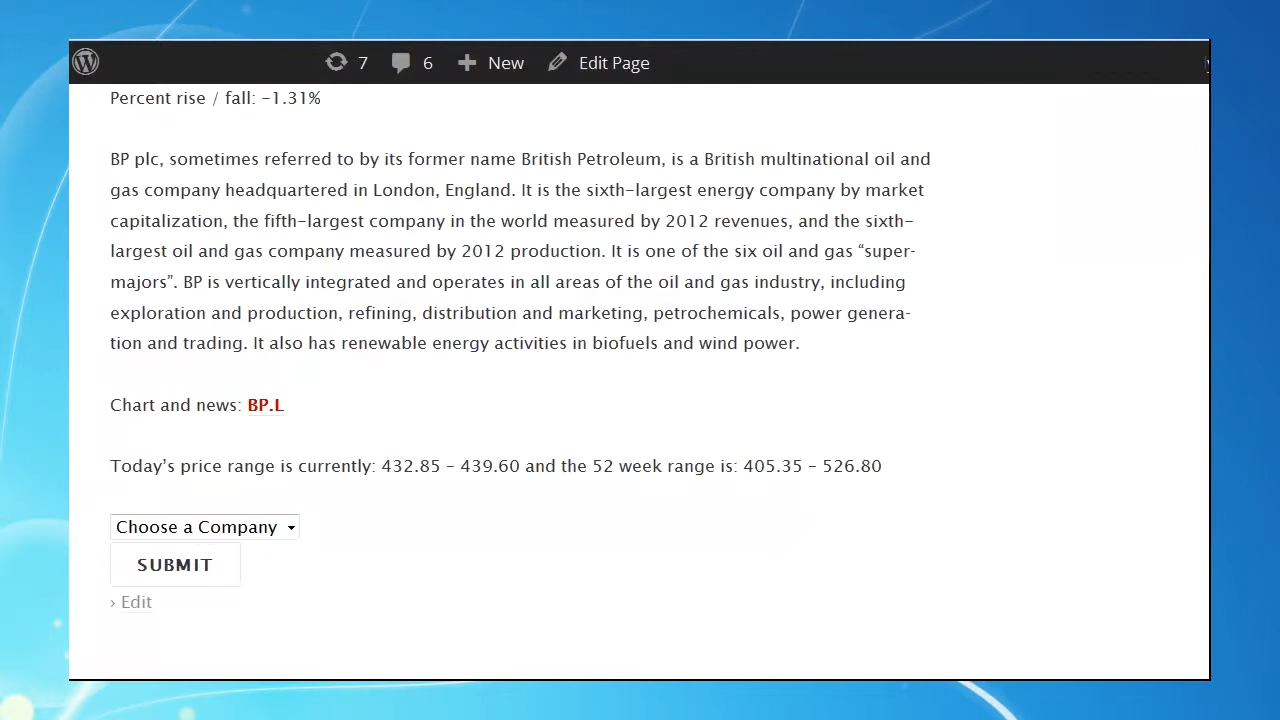 7 6 New Edit Page
Percent rise / fall: −1.31%
BP plc, sometimes referred to by its former name British Petroleum, is a British multinational oil and
gas company headquartered in London, England. It is the sixth-largest energy company by market
capitalization, the fifth-largest company in the world measured by 2012 revenues, and the sixth-
largest oil and gas company measured by 2012 production. It is one of the six oil and gas “super-
majors”. BP is vertically integrated and operates in all areas of the oil and gas industry, including
exploration and production, refining, distribution and marketing, petrochemicals, power genera-
tion and trading. It also has renewable energy activities in biofuels and wind power.
Chart and news: BP.L
Today’s price range is currently: 432.85 – 439.60 and the 52 week range is: 405.35 – 526.80
Choose a Company
SUBMIT
› Edit